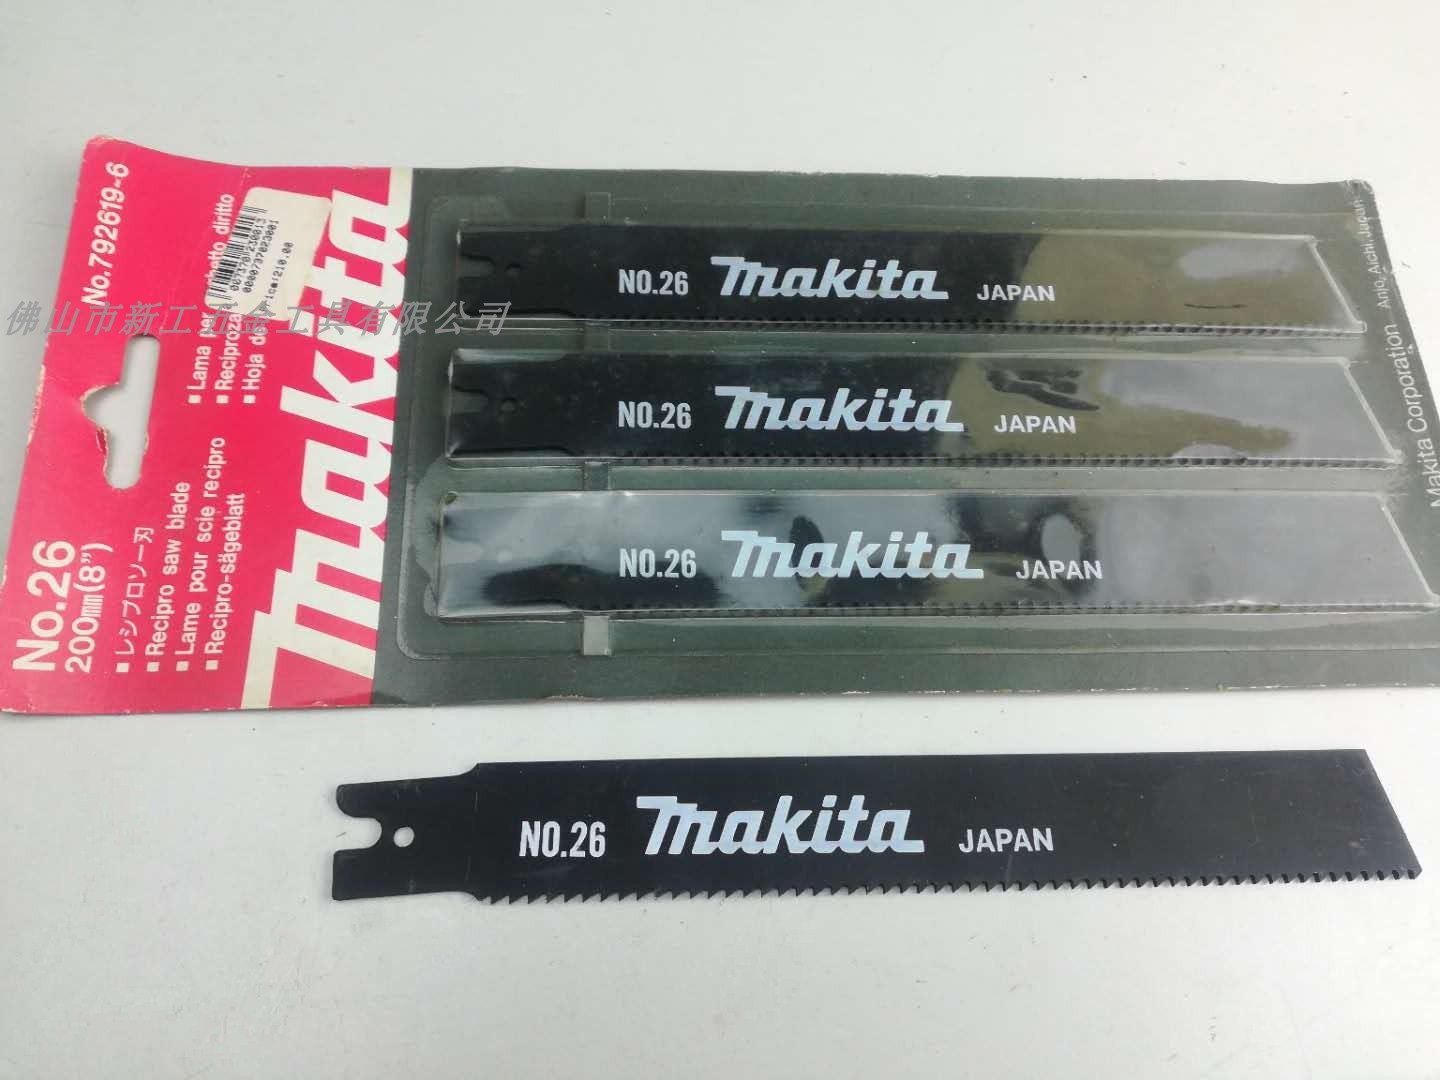 No.792619-6
No.26
200mm(8")
■レシプロソー刃
■Recipro saw blade
■Lame pour scie recipro
■Recipro-sägeblatt
■Lama per
diritto
■Hoja de
makita
0000737023001
佛山市新工五金工具有限公司
NO.26 makita JAPAN
NO.26 makita JAPAN
NO.26 makita JAPAN
Makita Corporation Anjo, Aichi, Japan
NO.26 makita JAPAN